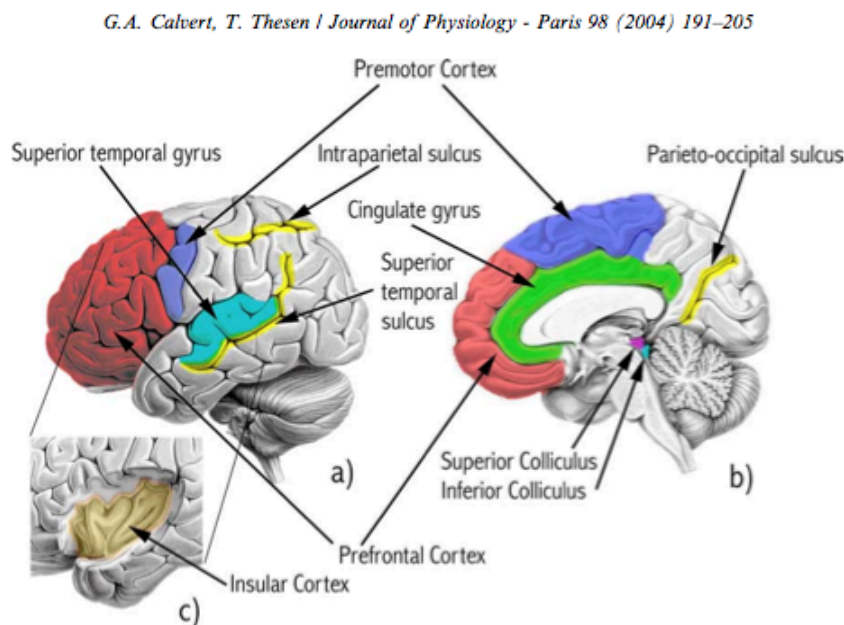 G.A. Calvert, T. Thesen / Journal of Physiology - Paris 98 (2004) 191–205
Premotor Cortex
Superior temporal gyrus
Intraparietal sulcus
Parieto-occipital sulcus
Cingulate gyrus
Superior
temporal
sulcus
Superior Colliculus
Inferior Colliculus
a)
b)
Prefrontal Cortex
Insular Cortex
c)